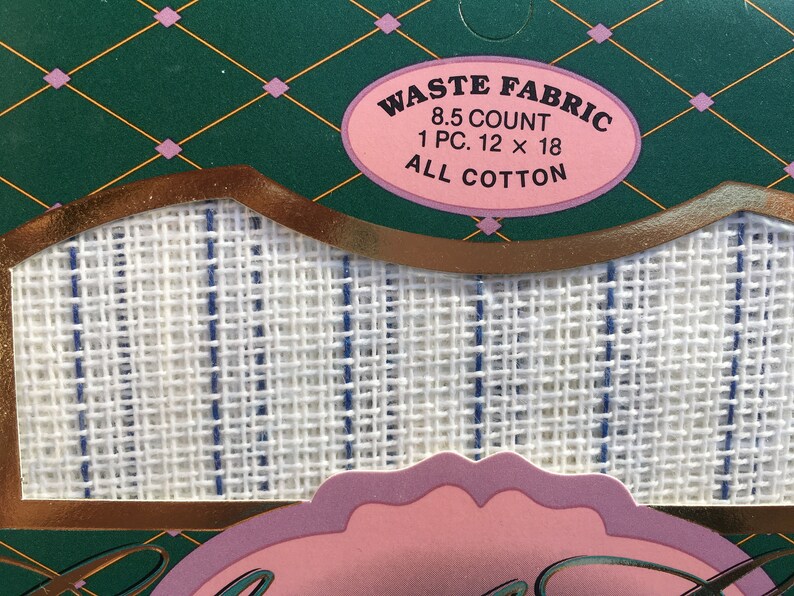 WASTE FABRIC
8.5 COUNT
1 PC. 12 x 18
ALL COTTON